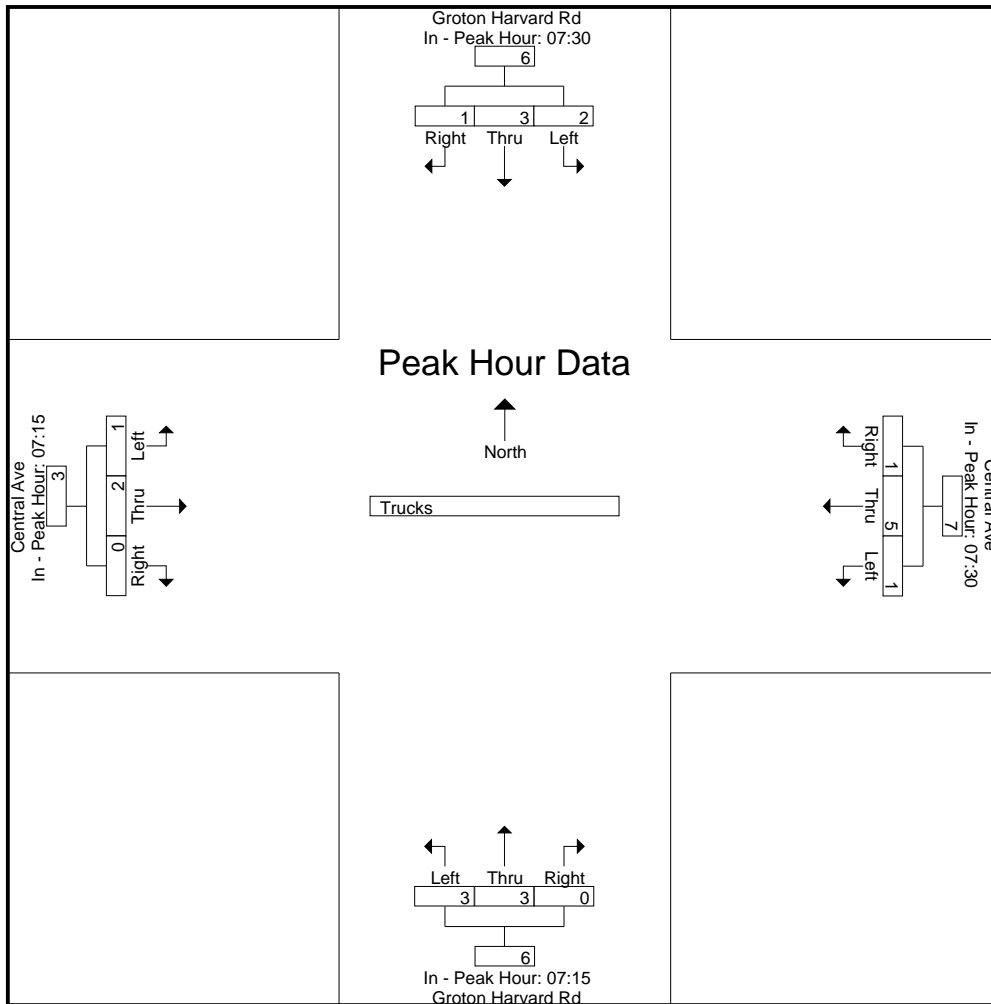 Groton Harvard Rd
In - Peak Hour: 07:30
6
1 3 2
Right Thru Left
Peak Hour Data
North
Trucks
Central Ave
In - Peak Hour: 07:15
3
1 2 0
Left Thru Right
Central Ave
In - Peak Hour: 07:30
7
1 5 1
Right Thru Left
Left Thru Right
3 3 0
6
In - Peak Hour: 07:15
Groton Harvard Rd